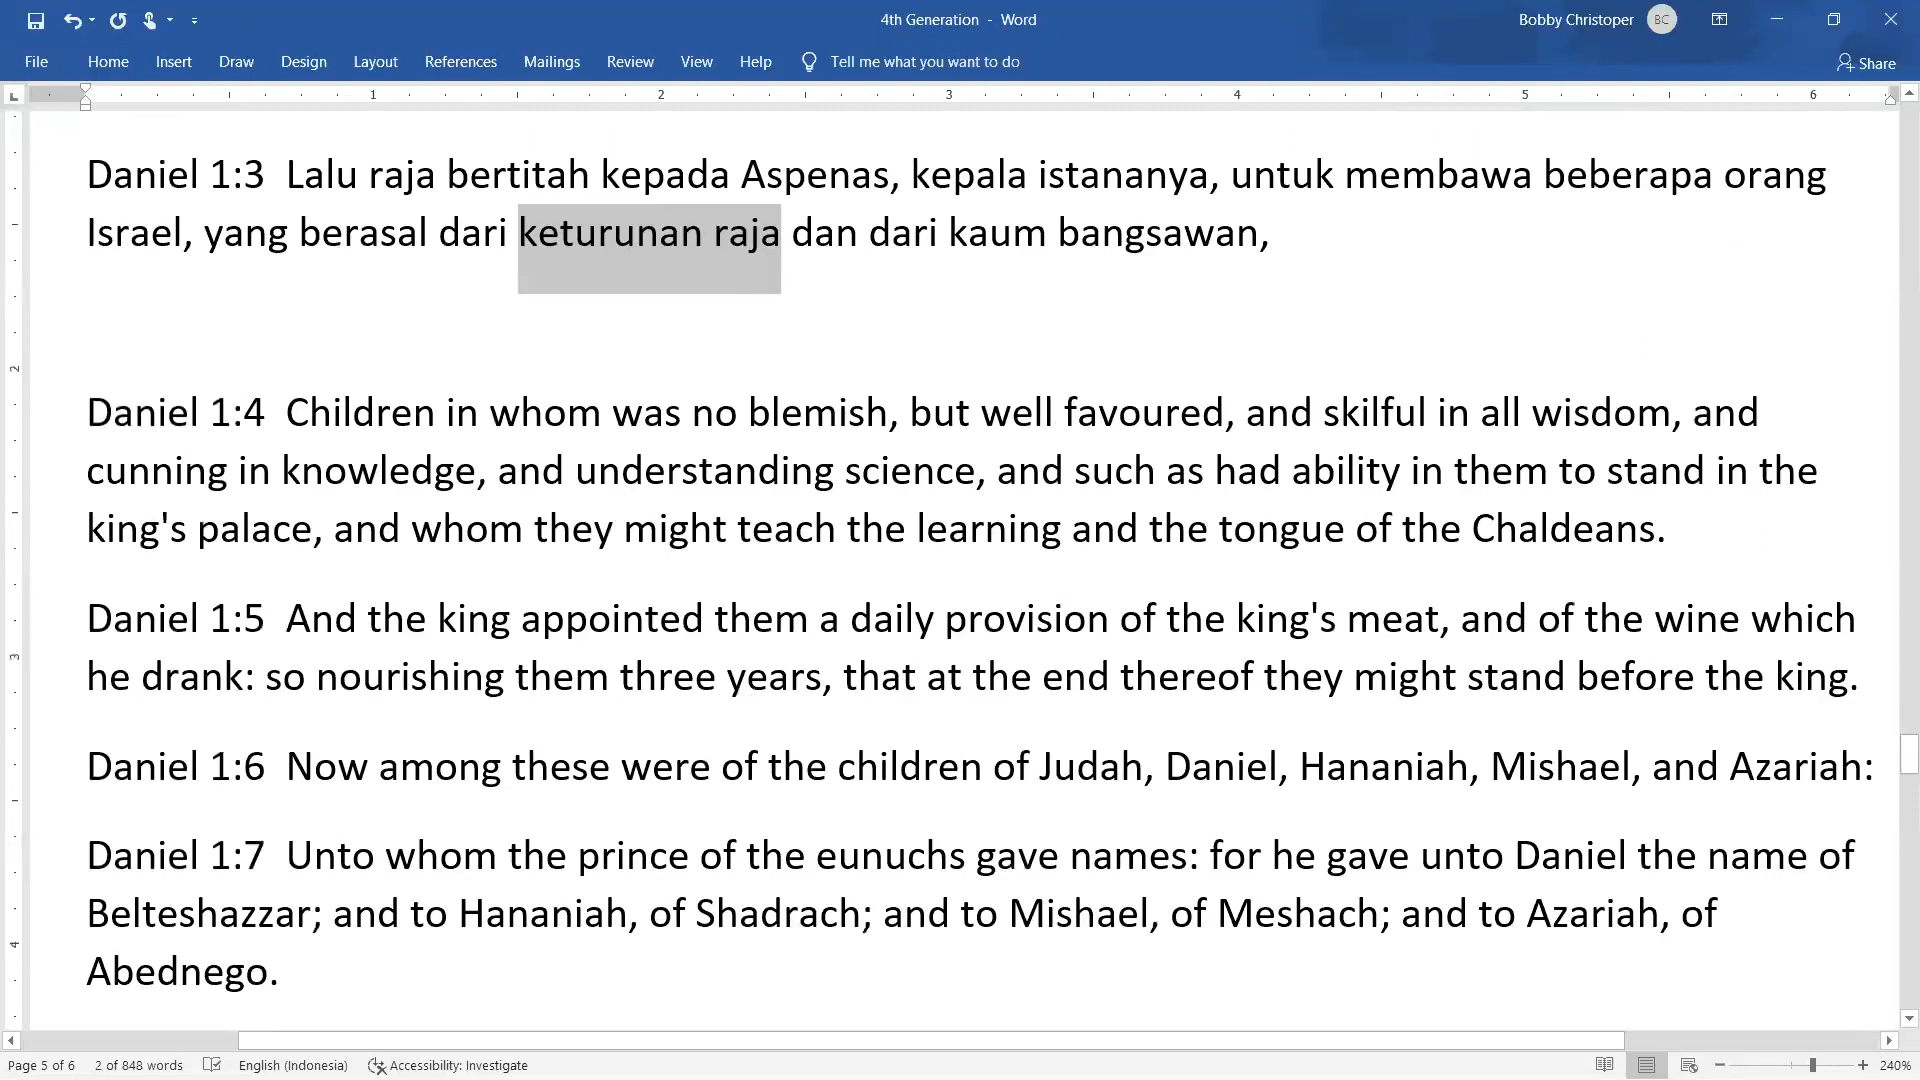 4th Generation - Word
Bobby Christoper BC
File Home Insert Draw Design Layout References Mailings Review View Help Tell me what you want to do Share
1 2 3 4 5 6
Daniel 1:3 Lalu raja bertitah kepada Aspenas, kepala istananya, untuk membawa beberapa orang
Israel, yang berasal dari keturunan raja dan dari kaum bangsawan,
2
Daniel 1:4 Children in whom was no blemish, but well favoured, and skilful in all wisdom, and
cunning in knowledge, and understanding science, and such as had ability in them to stand in the
king's palace, and whom they might teach the learning and the tongue of the Chaldeans.
Daniel 1:5 And the king appointed them a daily provision of the king's meat, and of the wine which
3
he drank: so nourishing them three years, that at the end thereof they might stand before the king.
Daniel 1:6 Now among these were of the children of Judah, Daniel, Hananiah, Mishael, and Azariah:
Daniel 1:7 Unto whom the prince of the eunuchs gave names: for he gave unto Daniel the name of
Belteshazzar; and to Hananiah, of Shadrach; and to Mishael, of Meshach; and to Azariah, of
4
Abednego.
Page 5 of 6 2 of 848 words English (Indonesia) Accessibility: Investigate 240%